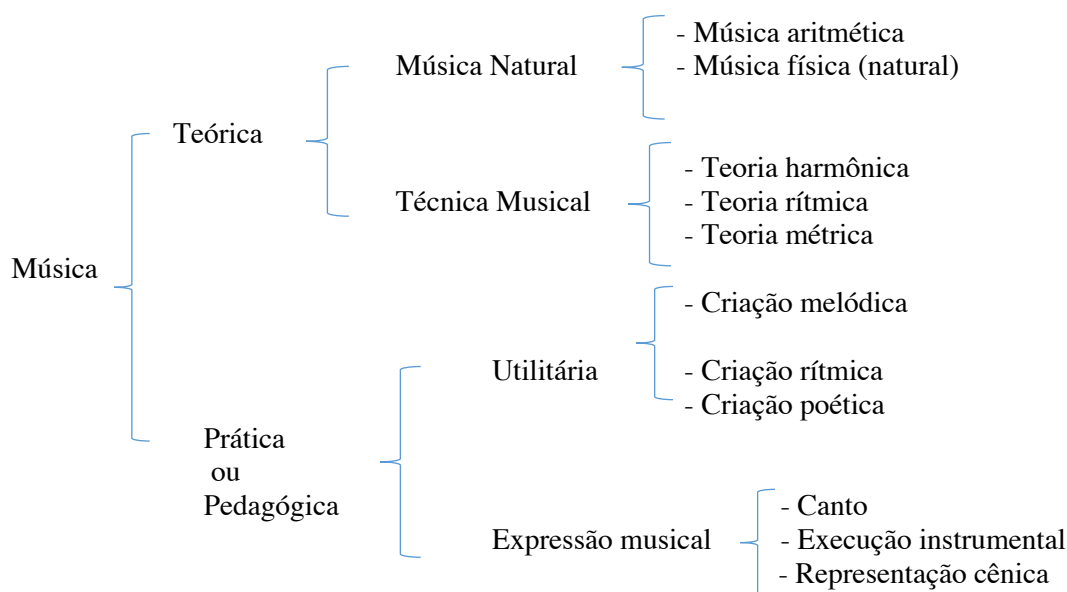 - Música aritmética
Música Natural
- Música física (natural)
Teórica
- Teoria harmônica
Técnica Musical
- Teoria rítmica
- Teoria métrica
Música
- Criação melódica
Utilitária
- Criação rítmica
- Criação poética
Prática
ou
Pedagógica
- Canto
Expressão musical
- Execução instrumental
- Representação cênica